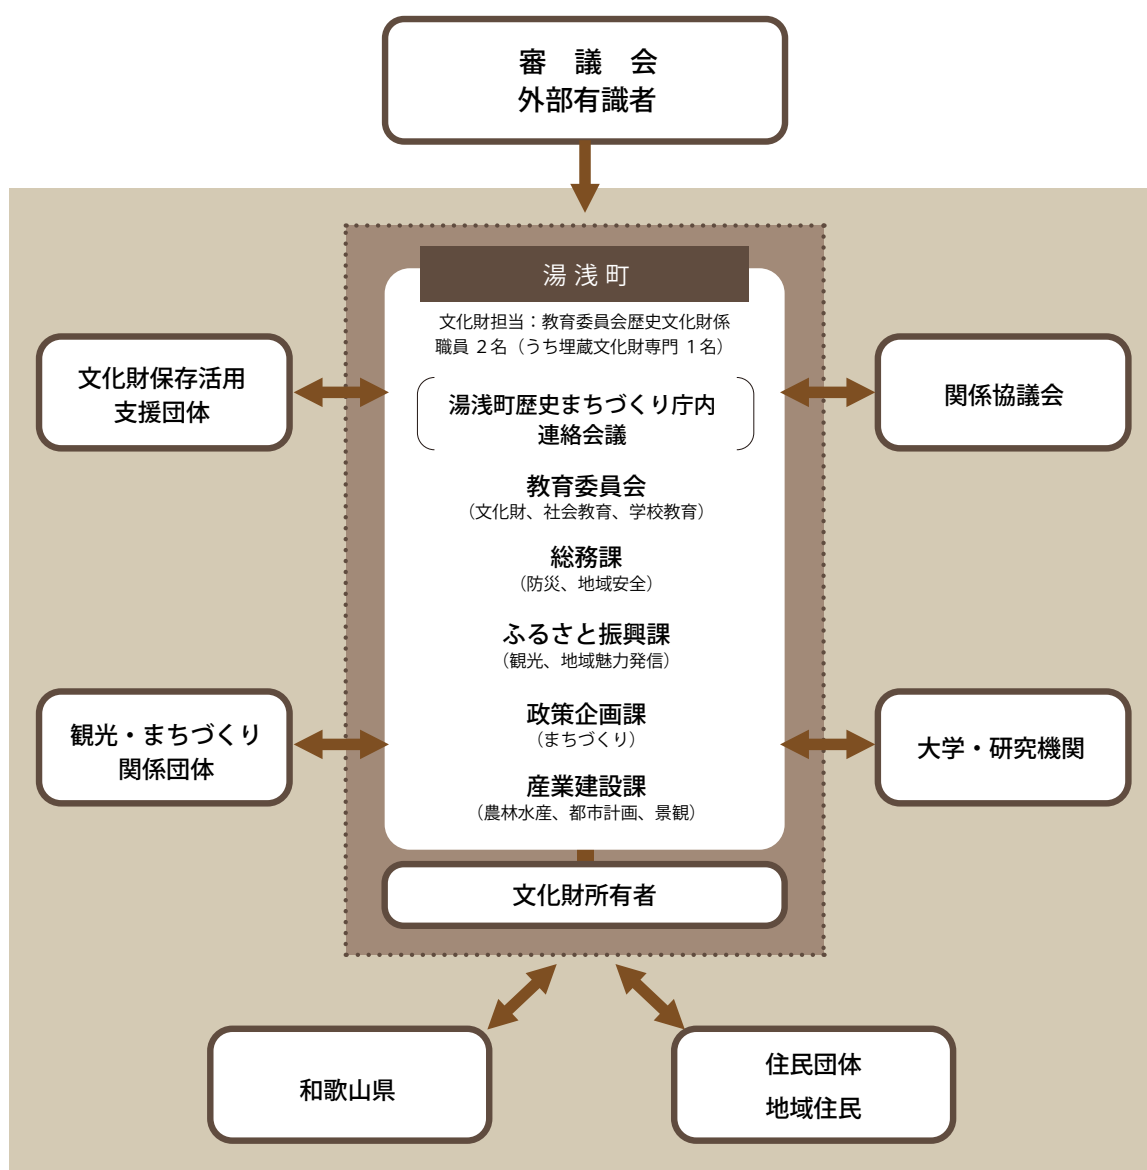 審　議　会
外部有識者
湯浅町
文化財担当：教育委員会歴史文化財係
職員 ２名（うち埋蔵文化財専門 １名）
湯浅町歴史まちづくり庁内
連絡会議
教育委員会
（文化財、社会教育、学校教育）
総務課
（防災、地域安全）
ふるさと振興課
（観光、地域魅力発信）
政策企画課
（まちづくり）
産業建設課
（農林水産、都市計画、景観）
文化財所有者
文化財保存活用
支援団体
関係協議会
観光・まちづくり
関係団体
大学・研究機関
和歌山県
住民団体
地域住民